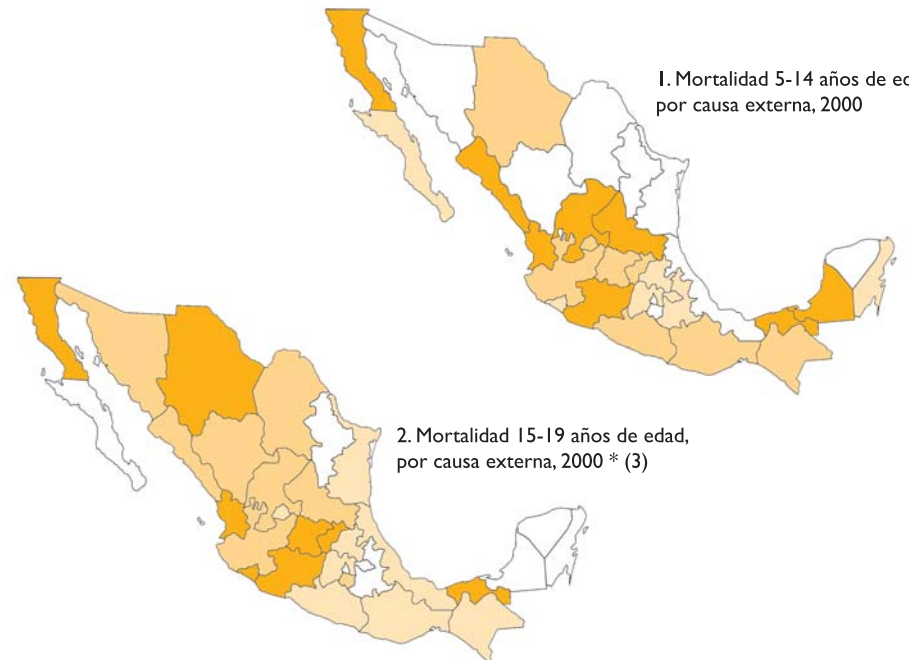 1. Mortalidad 5-14 años de ed
por causa externa, 2000
2. Mortalidad 15-19 años de edad,
por causa externa, 2000 * (3)